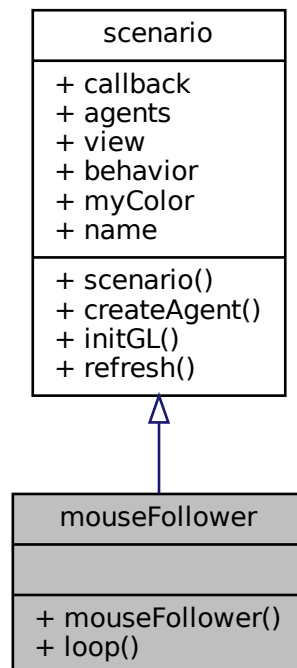 scenario
+ callback
+ agents
+ view
+ behavior
+ myColor
+ name
+ scenario()
+ createAgent()
+ initGL()
+ refresh()
mouseFollower
+ mouseFollower()
+ loop()